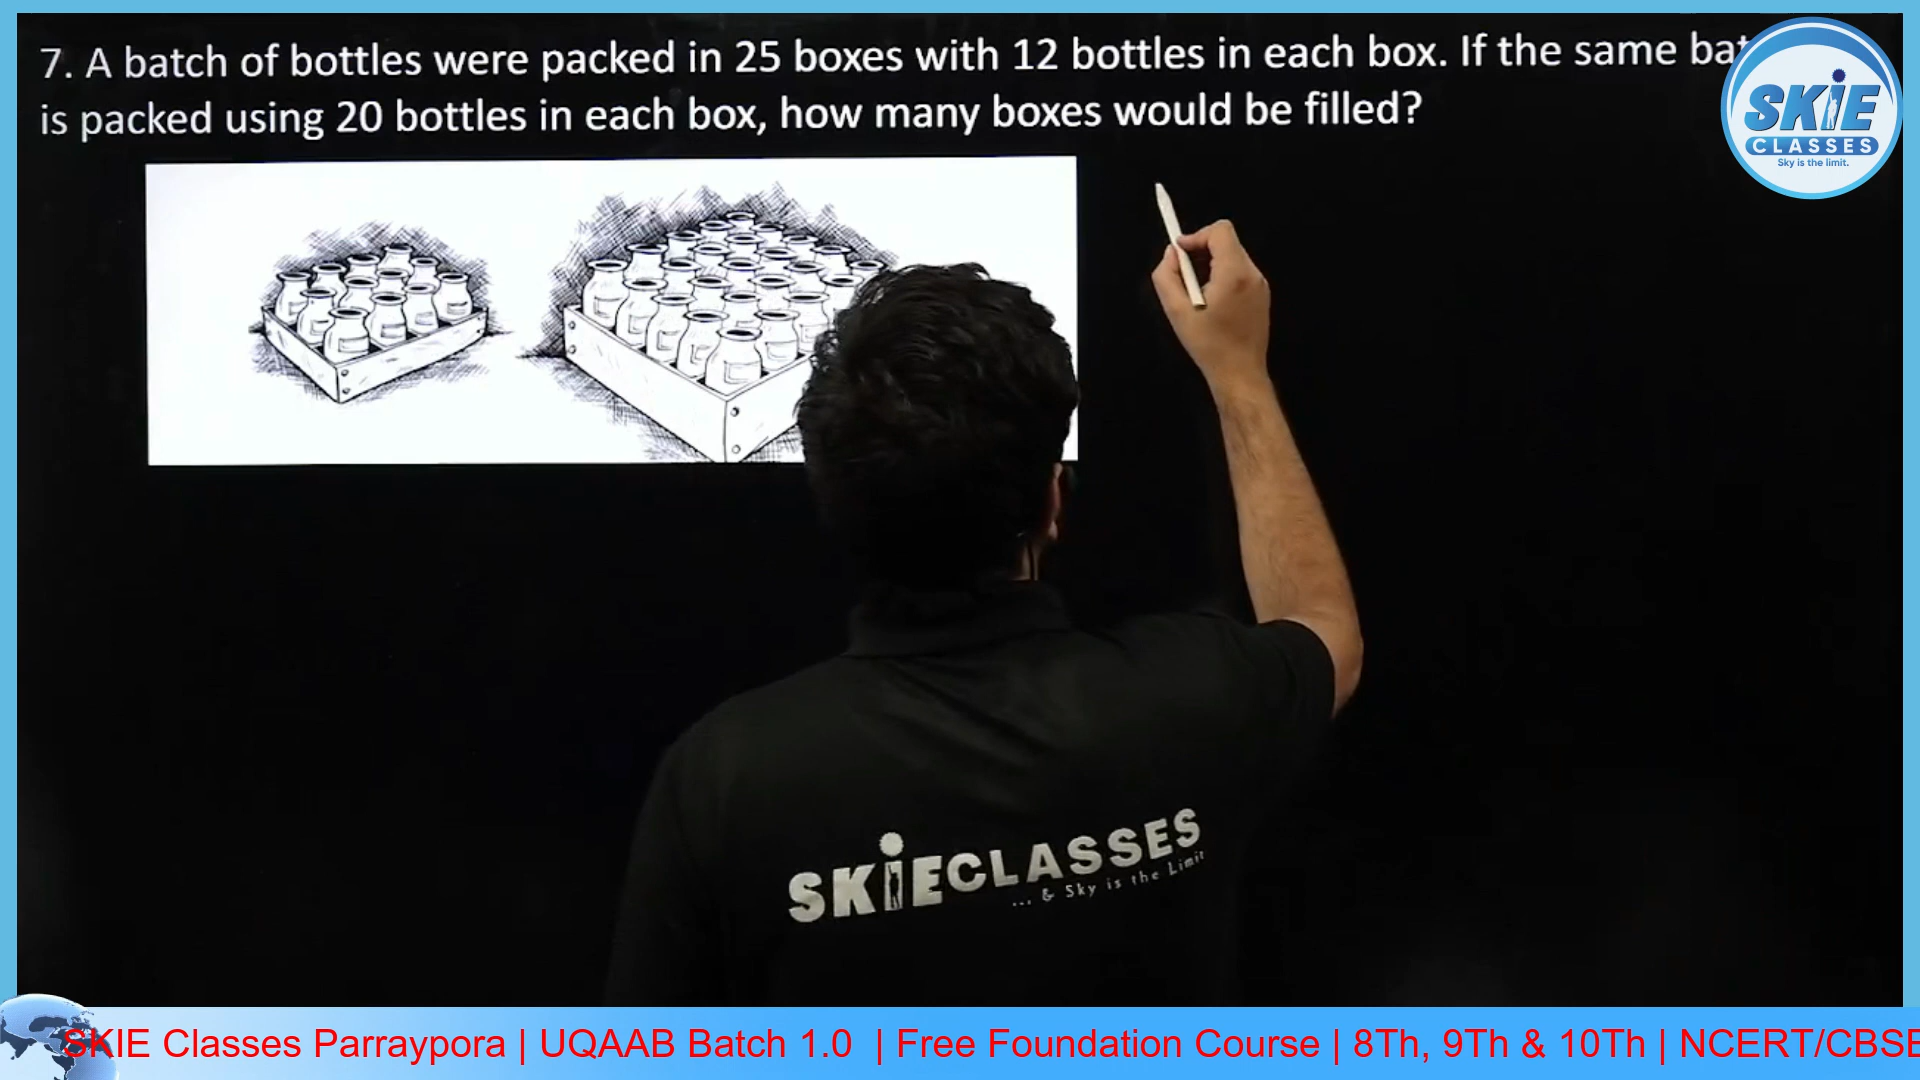 7. A batch of bottles were packed in 25 boxes with 12 bottles in each box. If the same
is packed using 20 bottles in each box, how many boxes would be filled?
SKiE
CLASSES
Sky is the limit.
SKiECLASSES
... & Sky is the Limit
SKIE Classes Parraypora | UQAAB Batch 1.0 | Free Foundation Course | 8Th, 9Th & 10Th | NCERT/CBSE